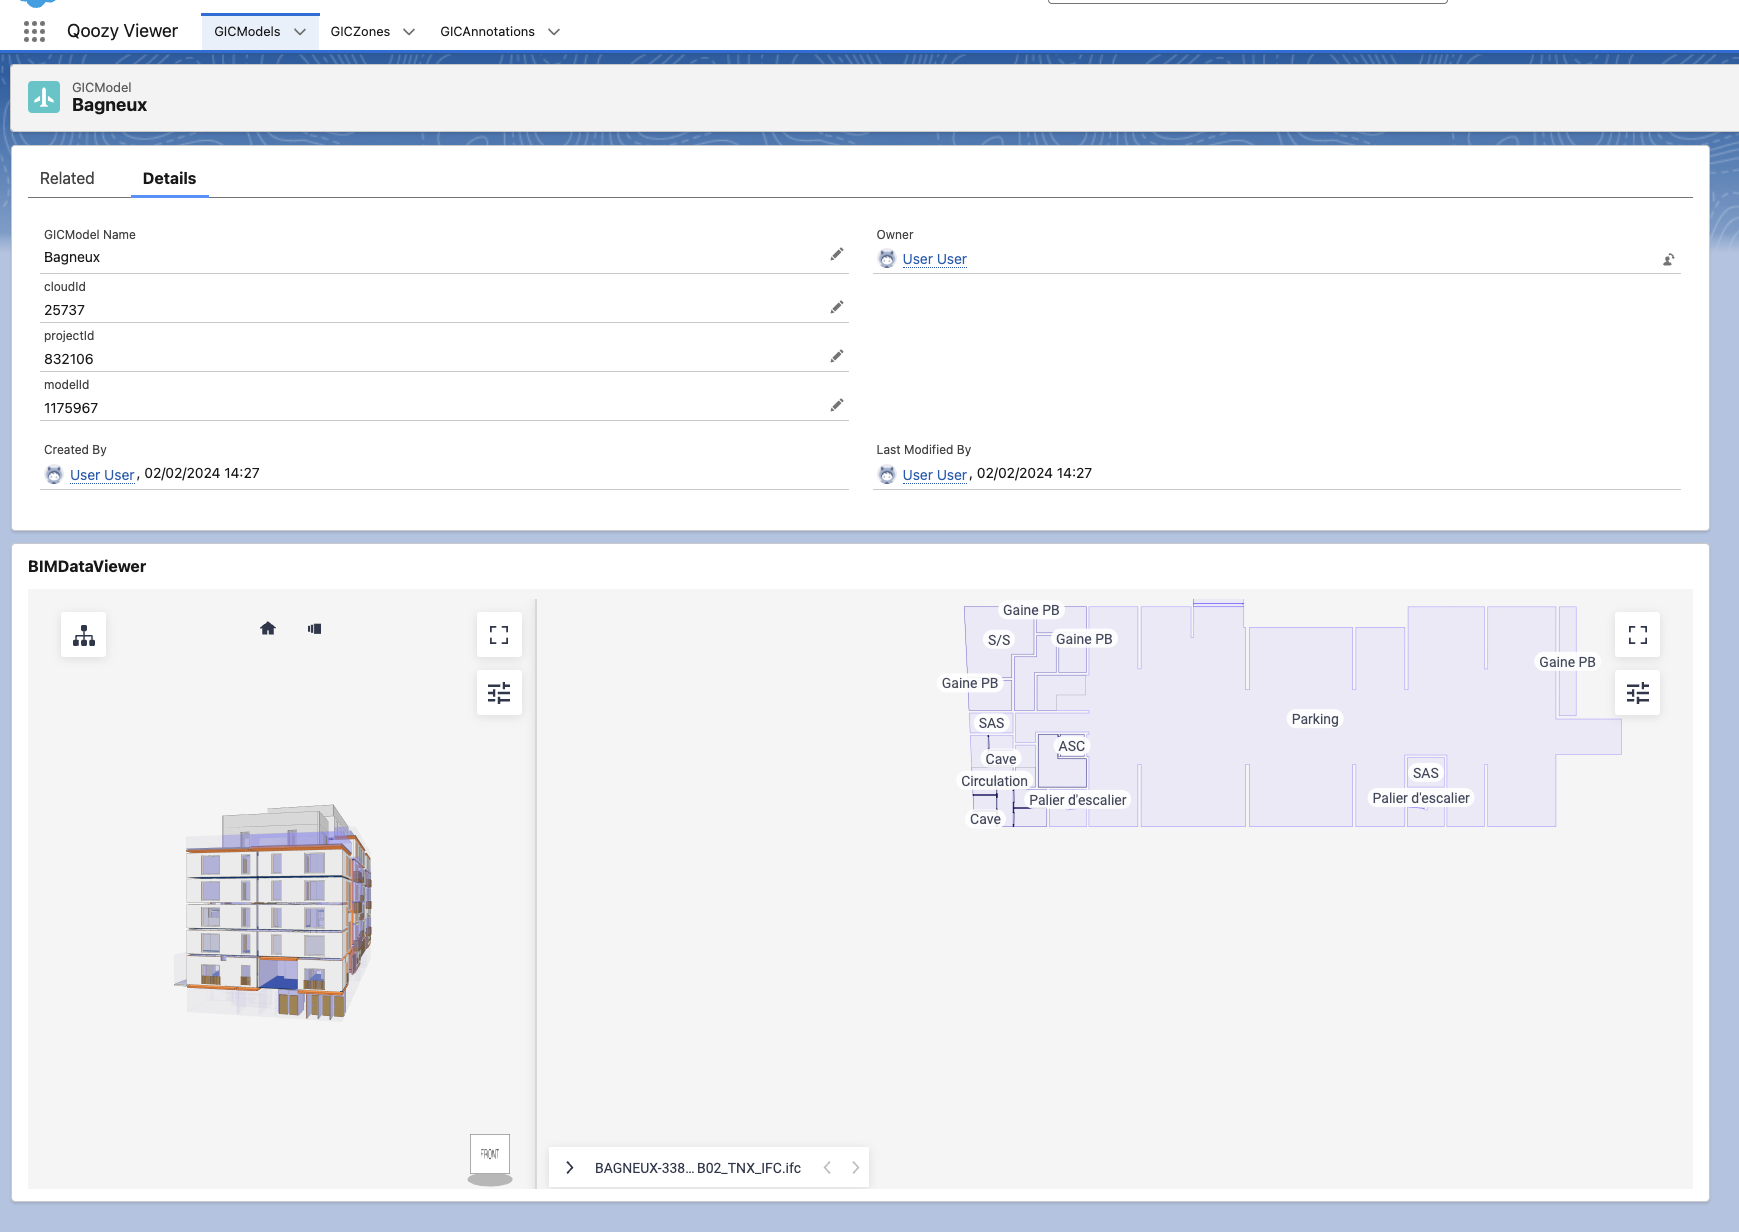 Qoozy Viewer
GICModels
GICZones
GICAnnotations
GICModel
Bagneux
Related
Details
GICModel Name
Bagneux
Owner
User User
cloudId
25737
projectId
832106
modelId
1175967
Created By
User User, 02/02/2024 14:27
Last Modified By
User User, 02/02/2024 14:27
BIMDataViewer
Gaine PB
S/S
Gaine PB
Gaine PB
Gaine PB
SAS
Parking
ASC
Cave
SAS
Circulation
Palier d'escalier
Palier d'escalier
Cave
FRONT
BAGNEUX-338... B02_TNX_IFC.ifc